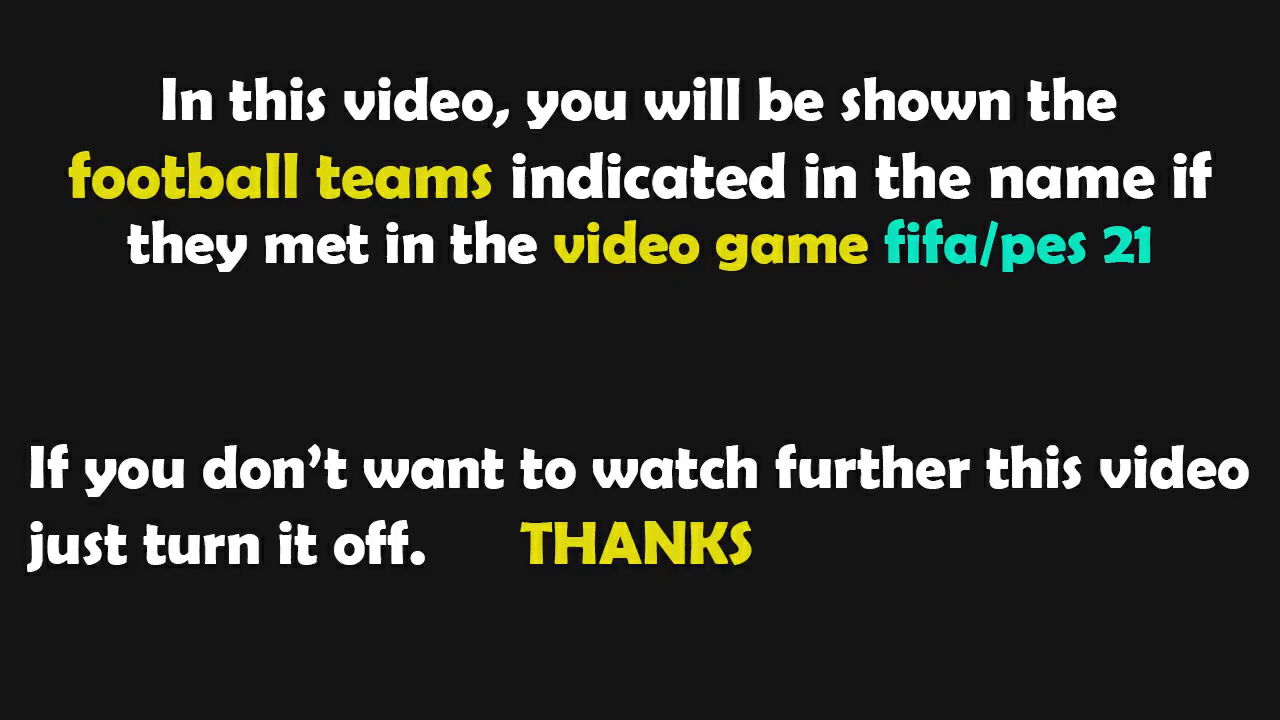 In this video, you will be shown the
football teams indicated in the name if
they met in the video game fifa/pes 21
If you don't want to watch further this video
just turn it off. THANKS